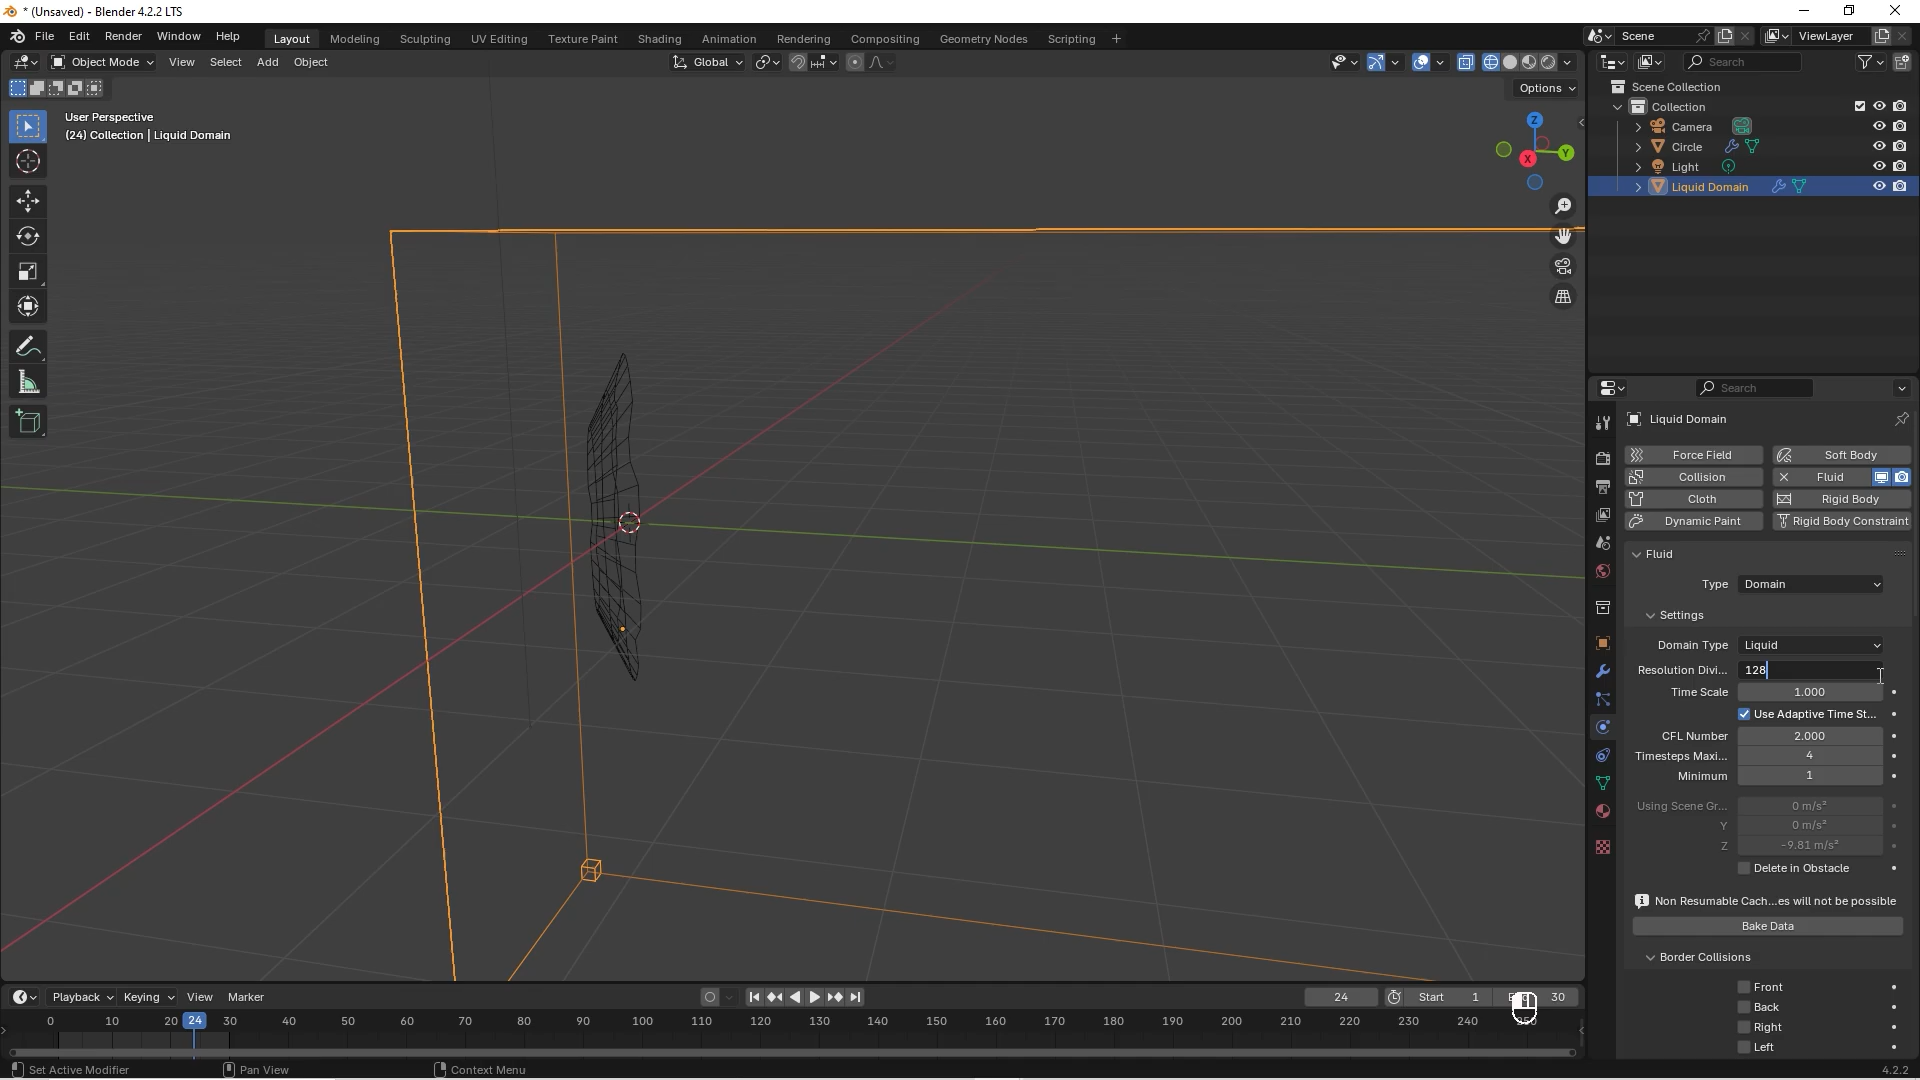 * (Unsaved) - Blender 4.2.2 LTS
File Edit Render Window Help
Layout Modeling Sculpting UV Editing Texture Paint Shading Animation Rendering Compositing Geometry Nodes Scripting +
Scene
ViewLayer
Object Mode View Select Add Object
Global
Options
User Perspective
(24) Collection | Liquid Domain
Z
Y
X
Search
Scene Collection
Collection
Camera
Circle
Light
Liquid Domain
Search
Liquid Domain
Force Field Soft Body
Collision Fluid
Cloth Rigid Body
Dynamic Paint Rigid Body Constraint
Fluid
Type Domain
Settings
Domain Type Liquid
Resolution Divi... 128
Time Scale 1.000
Use Adaptive Time St...
CFL Number 2.000
Timesteps Maxi... 4
Minimum 1
Using Scene Gr... 0 m/s²
Y 0 m/s²
Z -9.81 m/s²
Delete in Obstacle
Non Resumable Cach...es will not be possible
Bake Data
Border Collisions
Front
Back
Right
Left
Playback Keying View Marker
24 Start 1 30
0 10 20 24 30 40 50 60 70 80 90 100 110 120 130 140 150 160 170 180 190 200 210 220 230 240 250
Set Active Modifier Pan View Context Menu 4.2.2